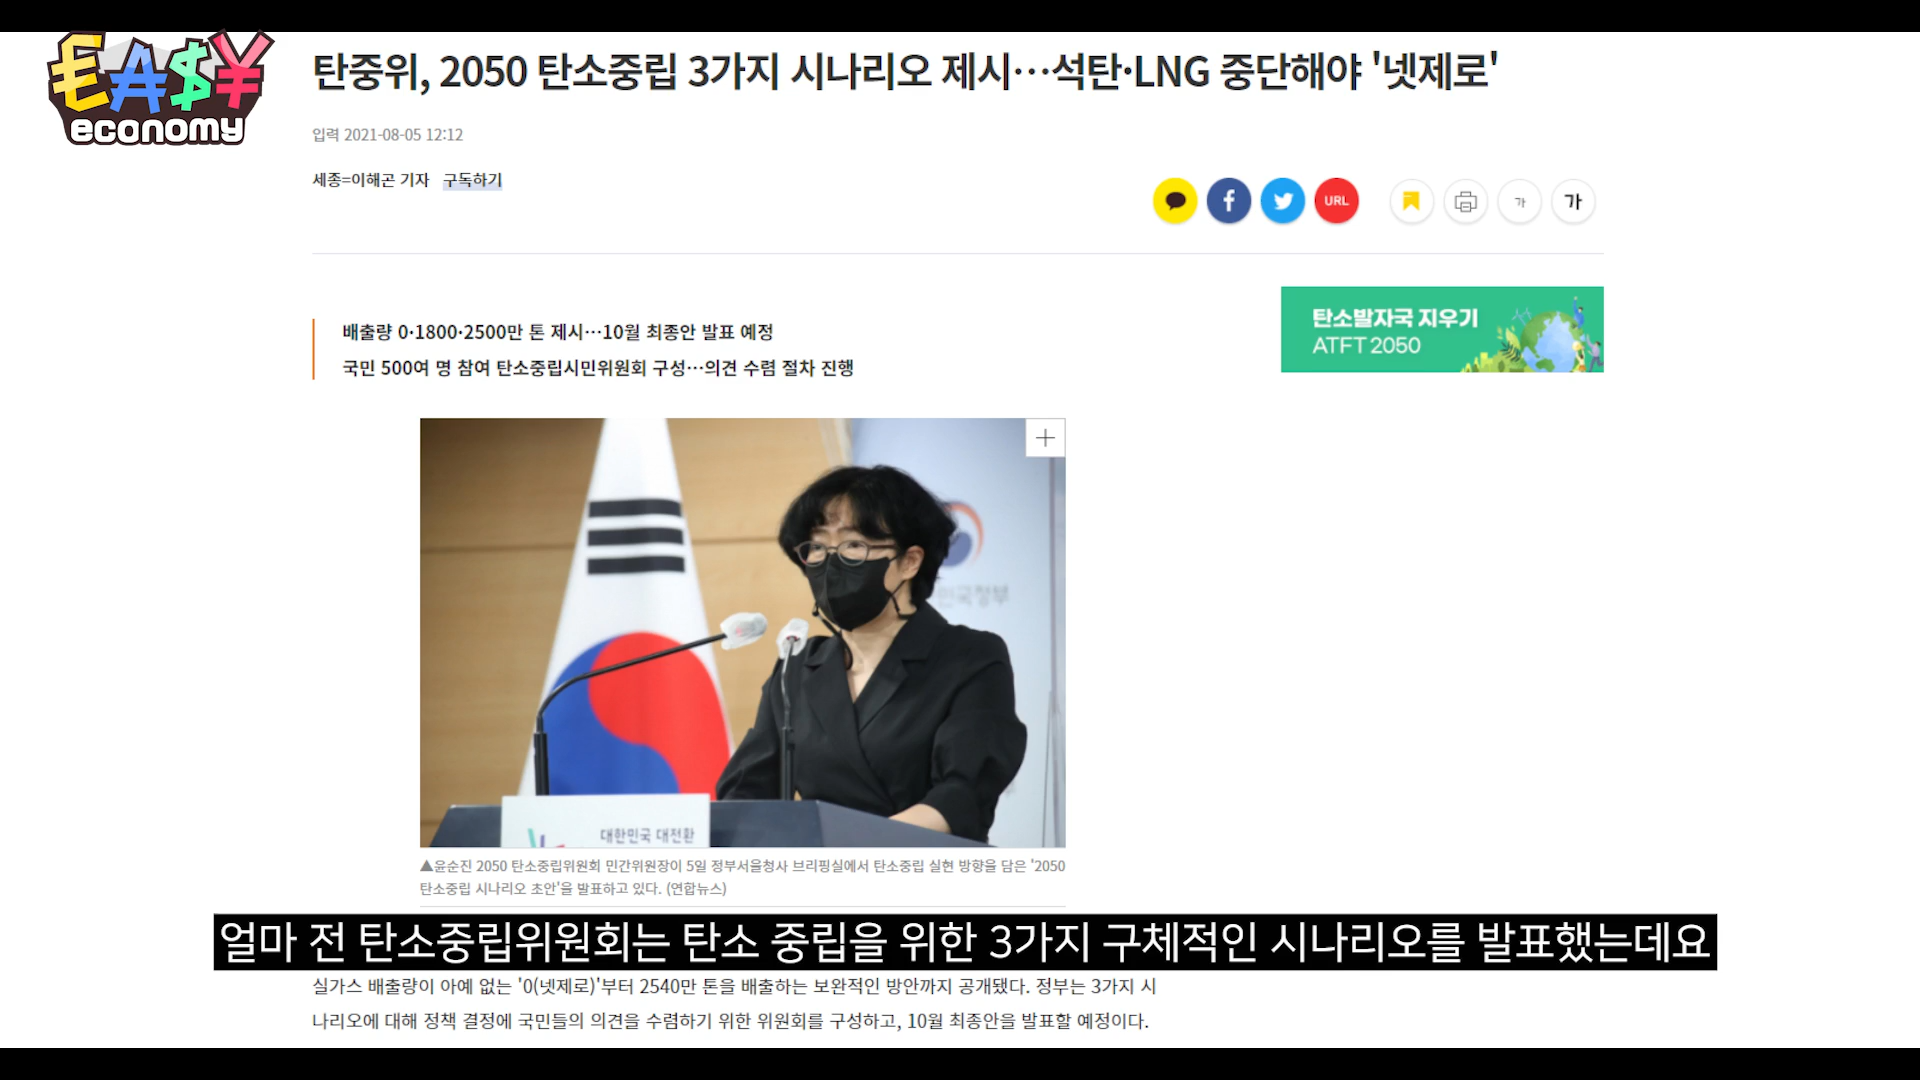 EA$¥
economy
탄중위, 2050 탄소중립 3가지 시나리오 제시…석탄·LNG 중단해야 '넷제로'
입력 2021-08-05 12:12
세종=이해곤 기자 구독하기
URL
가
가
배출량 0·1800·2500만 톤 제시…10월 최종안 발표 예정
국민 500여 명 참여 탄소중립시민위원회 구성…의견 수렴 절차 진행
탄소발자국 지우기
ATFT 2050
민국정부
대한민국 대전환
▲윤순진 2050 탄소중립위원회 민간위원장이 5일 정부서울청사 브리핑실에서 탄소중립 실현 방향을 담은 '2050
탄소중립 시나리오 초안'을 발표하고 있다. (연합뉴스)
얼마 전 탄소중립위원회는 탄소 중립을 위한 3가지 구체적인 시나리오를 발표했는데요
실가스 배출량이 아예 없는 '0(넷제로)'부터 2540만 톤을 배출하는 보완적인 방안까지 공개됐다. 정부는 3가지 시
나리오에 대해 정책 결정에 국민들의 의견을 수렴하기 위한 위원회를 구성하고, 10월 최종안을 발표할 예정이다.